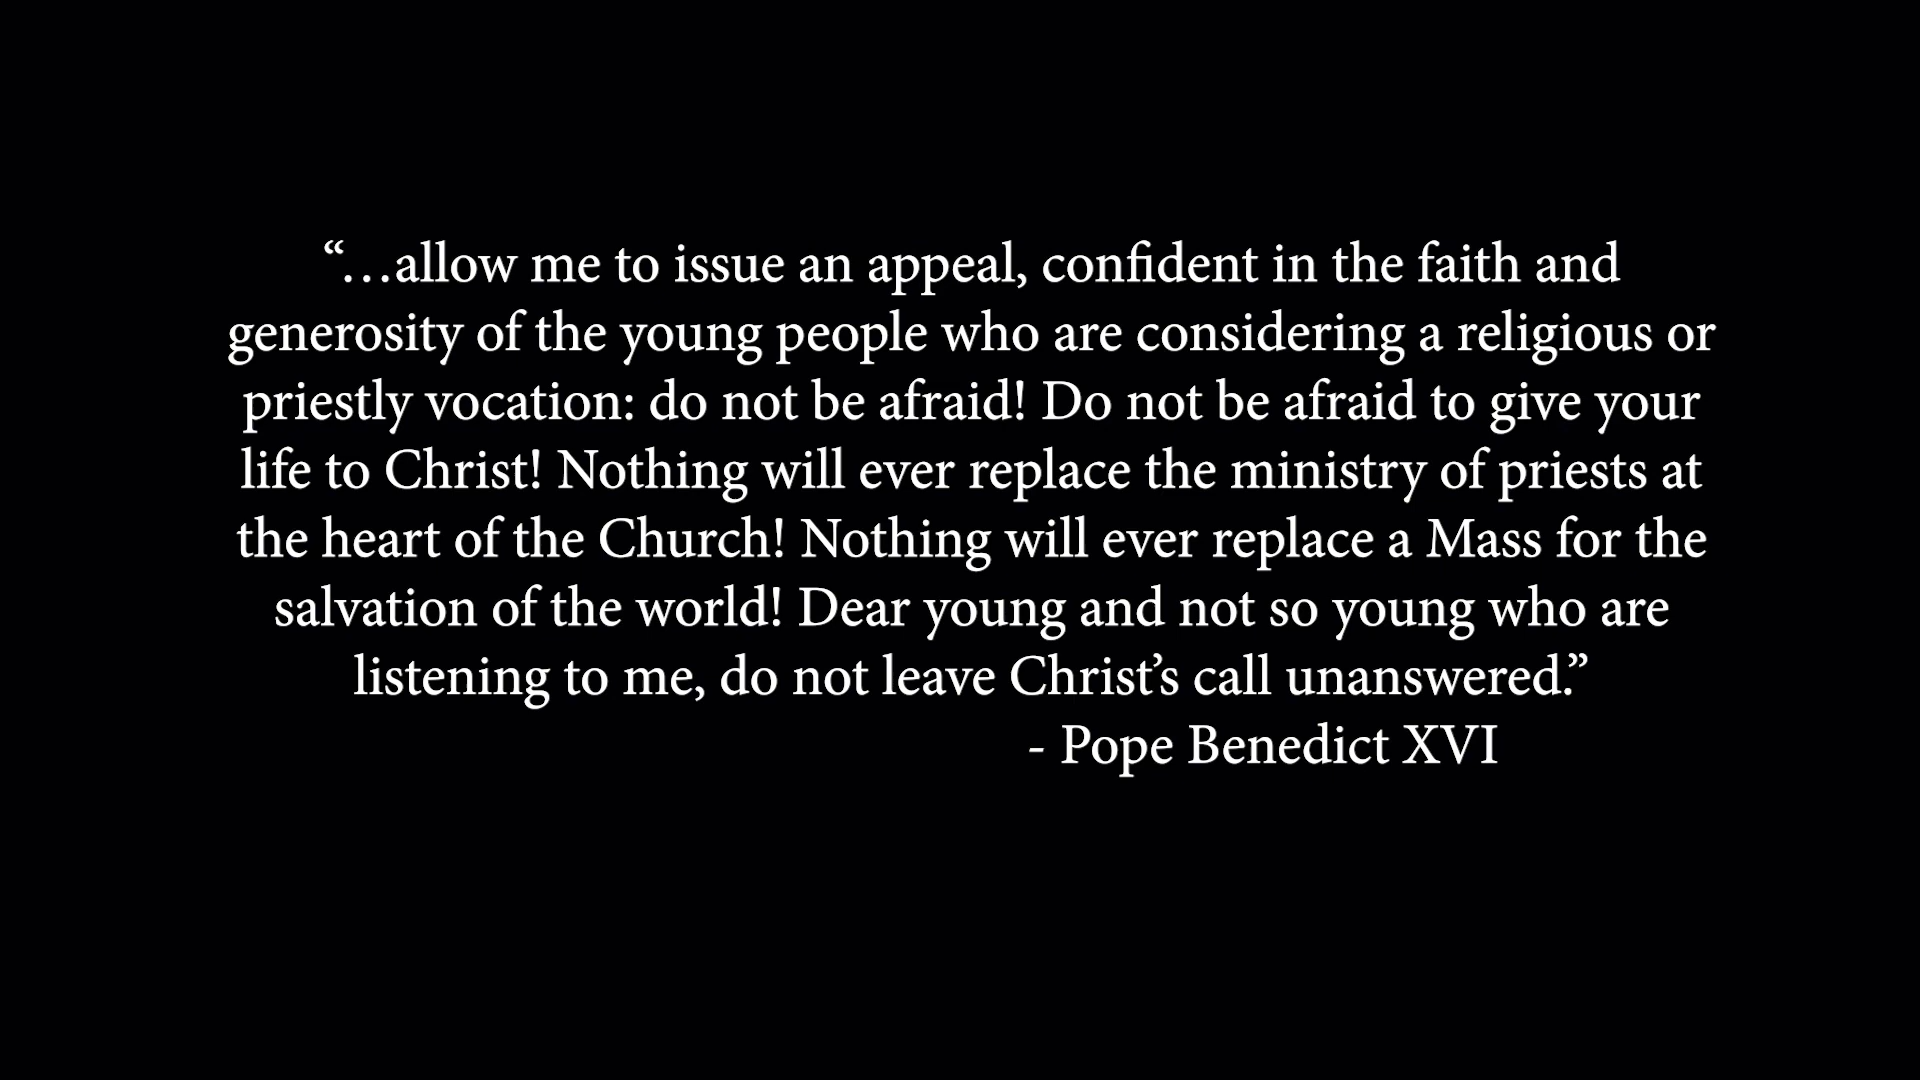 “…allow me to issue an appeal, confident in the faith and
generosity of the young people who are considering a religious or
priestly vocation: do not be afraid! Do not be afraid to give your
life to Christ! Nothing will ever replace the ministry of priests at
the heart of the Church! Nothing will ever replace a Mass for the
salvation of the world! Dear young and not so young who are
listening to me, do not leave Christ’s call unanswered.”
- Pope Benedict XVI